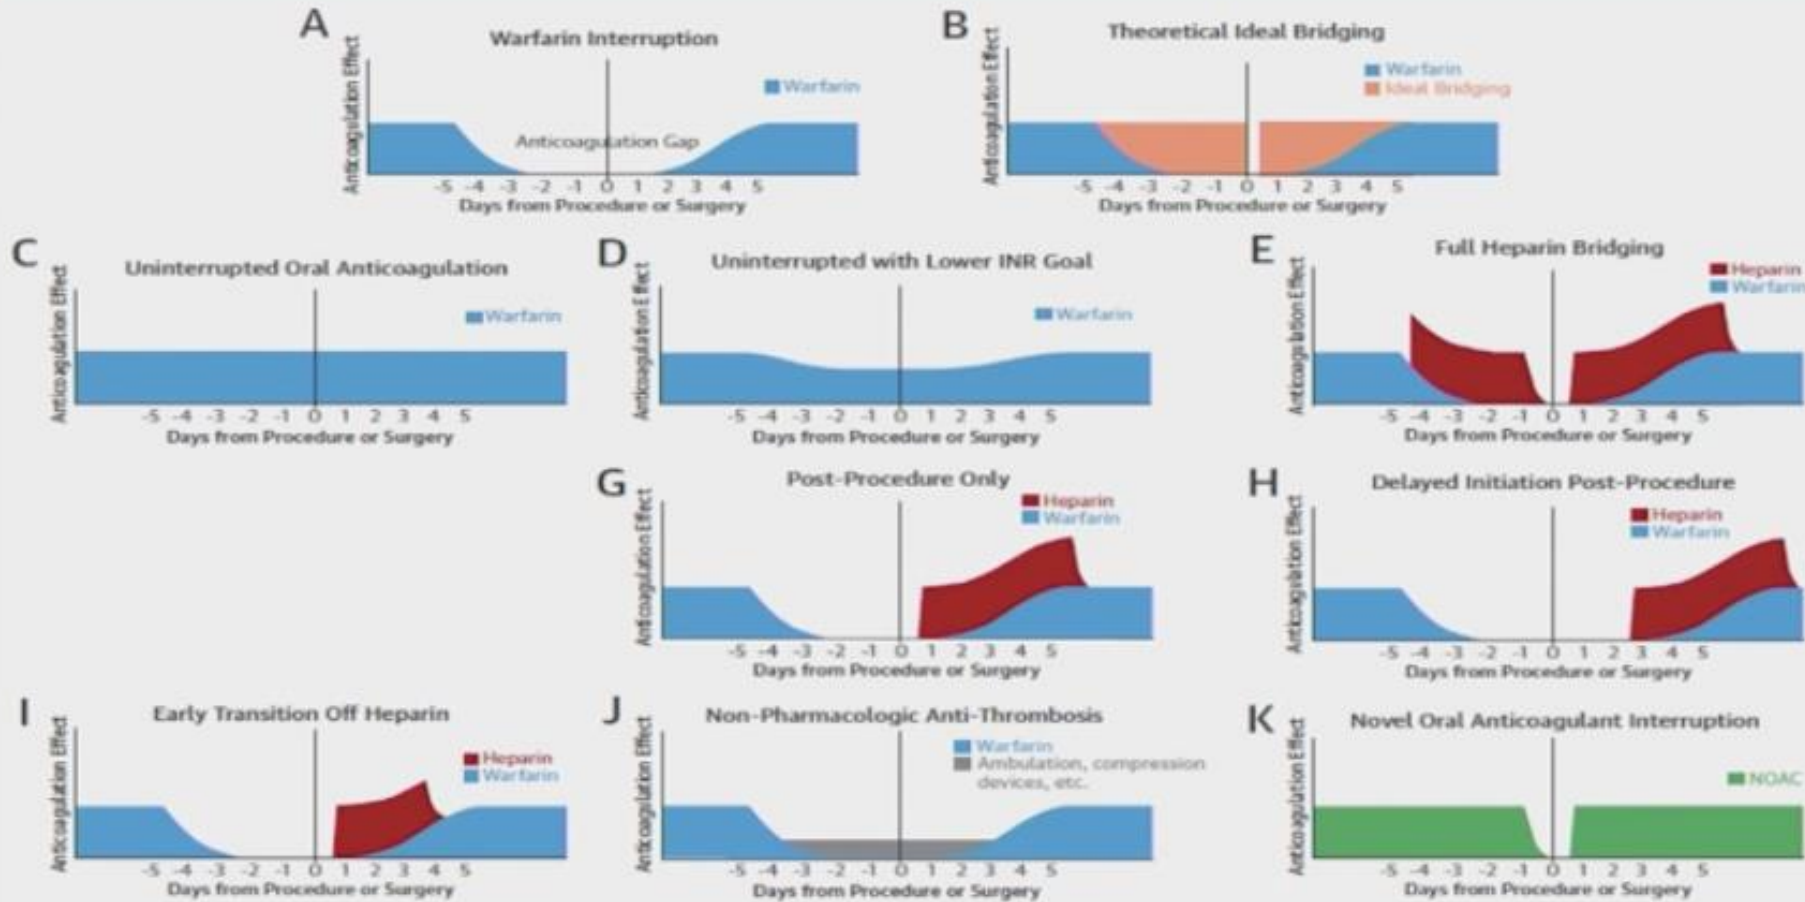 A
Warfarin Interruption
Anticoagulation Effect
Warfarin
Anticoagulation Gap
-5 -4 -3 -2 -1 0 1 2 3 4 5
Days from Procedure or Surgery
B
Theoretical Ideal Bridging
Anticoagulation Effect
Warfarin
Ideal Bridging
-5 -4 -3 -2 -1 0 1 2 3 4 5
Days from Procedure or Surgery
C
Uninterrupted Oral Anticoagulation
Anticoagulation Effect
Warfarin
-5 -4 -3 -2 -1 0 1 2 3 4 5
Days from Procedure or Surgery
D
Uninterrupted with Lower INR Goal
Anticoagulation Effect
Warfarin
-5 -4 -3 -2 -1 0 1 2 3 4 5
Days from Procedure or Surgery
E
Full Heparin Bridging
Anticoagulation Effect
Heparin
Warfarin
-5 -4 -3 -2 -1 0 1 2 3 4 5
Days from Procedure or Surgery
G
Post-Procedure Only
Anticoagulation Effect
Heparin
Warfarin
-5 -4 -3 -2 -1 0 1 2 3 4 5
Days from Procedure or Surgery
H
Delayed Initiation Post-Procedure
Anticoagulation Effect
Heparin
Warfarin
-5 -4 -3 -2 -1 0 1 2 3 4 5
Days from Procedure or Surgery
I
Early Transition Off Heparin
Anticoagulation Effect
Heparin
Warfarin
-5 -4 -3 -2 -1 0 1 2 3 4 5
Days from Procedure or Surgery
J
Non-Pharmacologic Anti-Thrombosis
Anticoagulation Effect
Warfarin
Ambulation, compression
devices, etc.
-5 -4 -3 -2 -1 0 1 2 3 4 5
Days from Procedure or Surgery
K
Novel Oral Anticoagulant Interruption
Anticoagulation Effect
NOAC
-5 -4 -3 -2 -1 0 1 2 3 4 5
Days from Procedure or Surgery